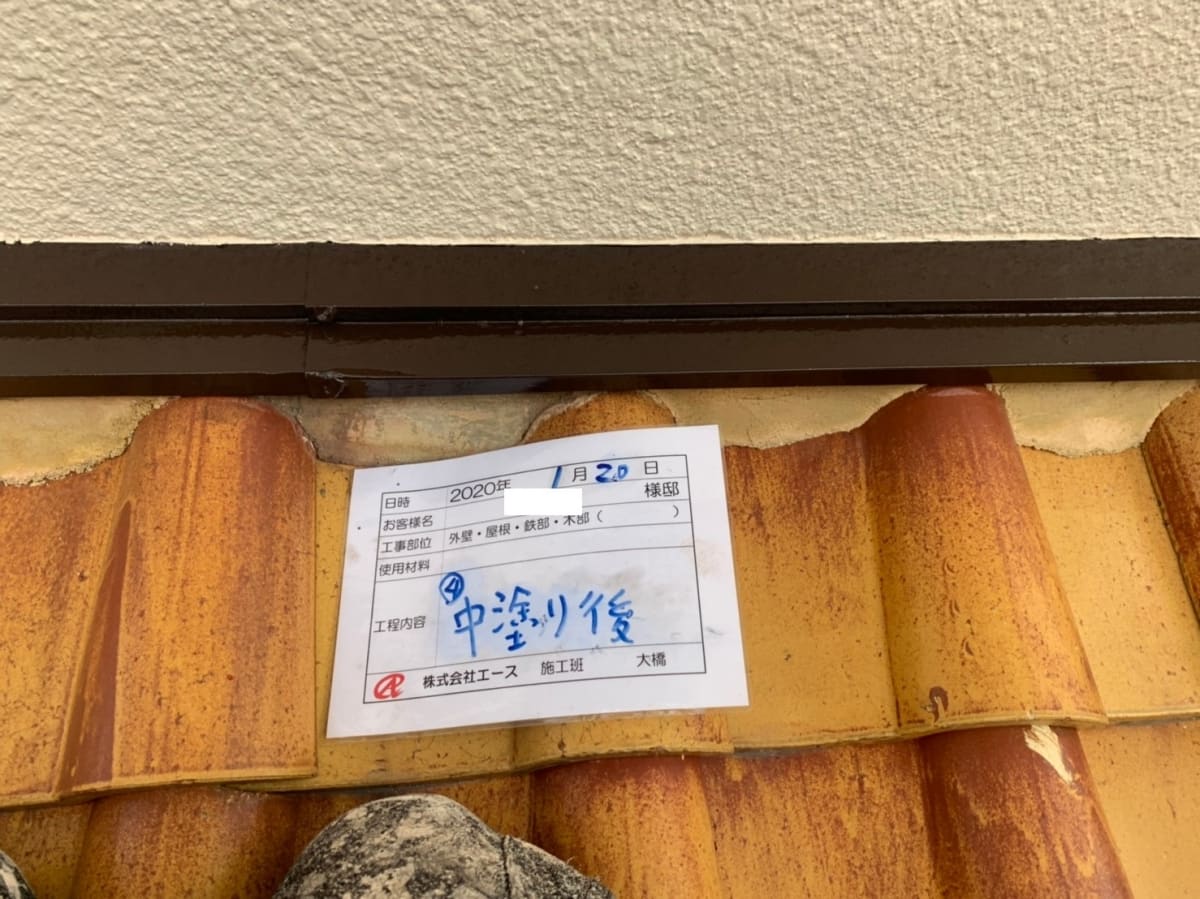 日時 2020年 1月20日
お客様名 様邸
工事部位 外壁・屋根・鉄部・木部（ ）
使用材料
工程内容 ④中塗り後
株式会社エース 施工班 大橋